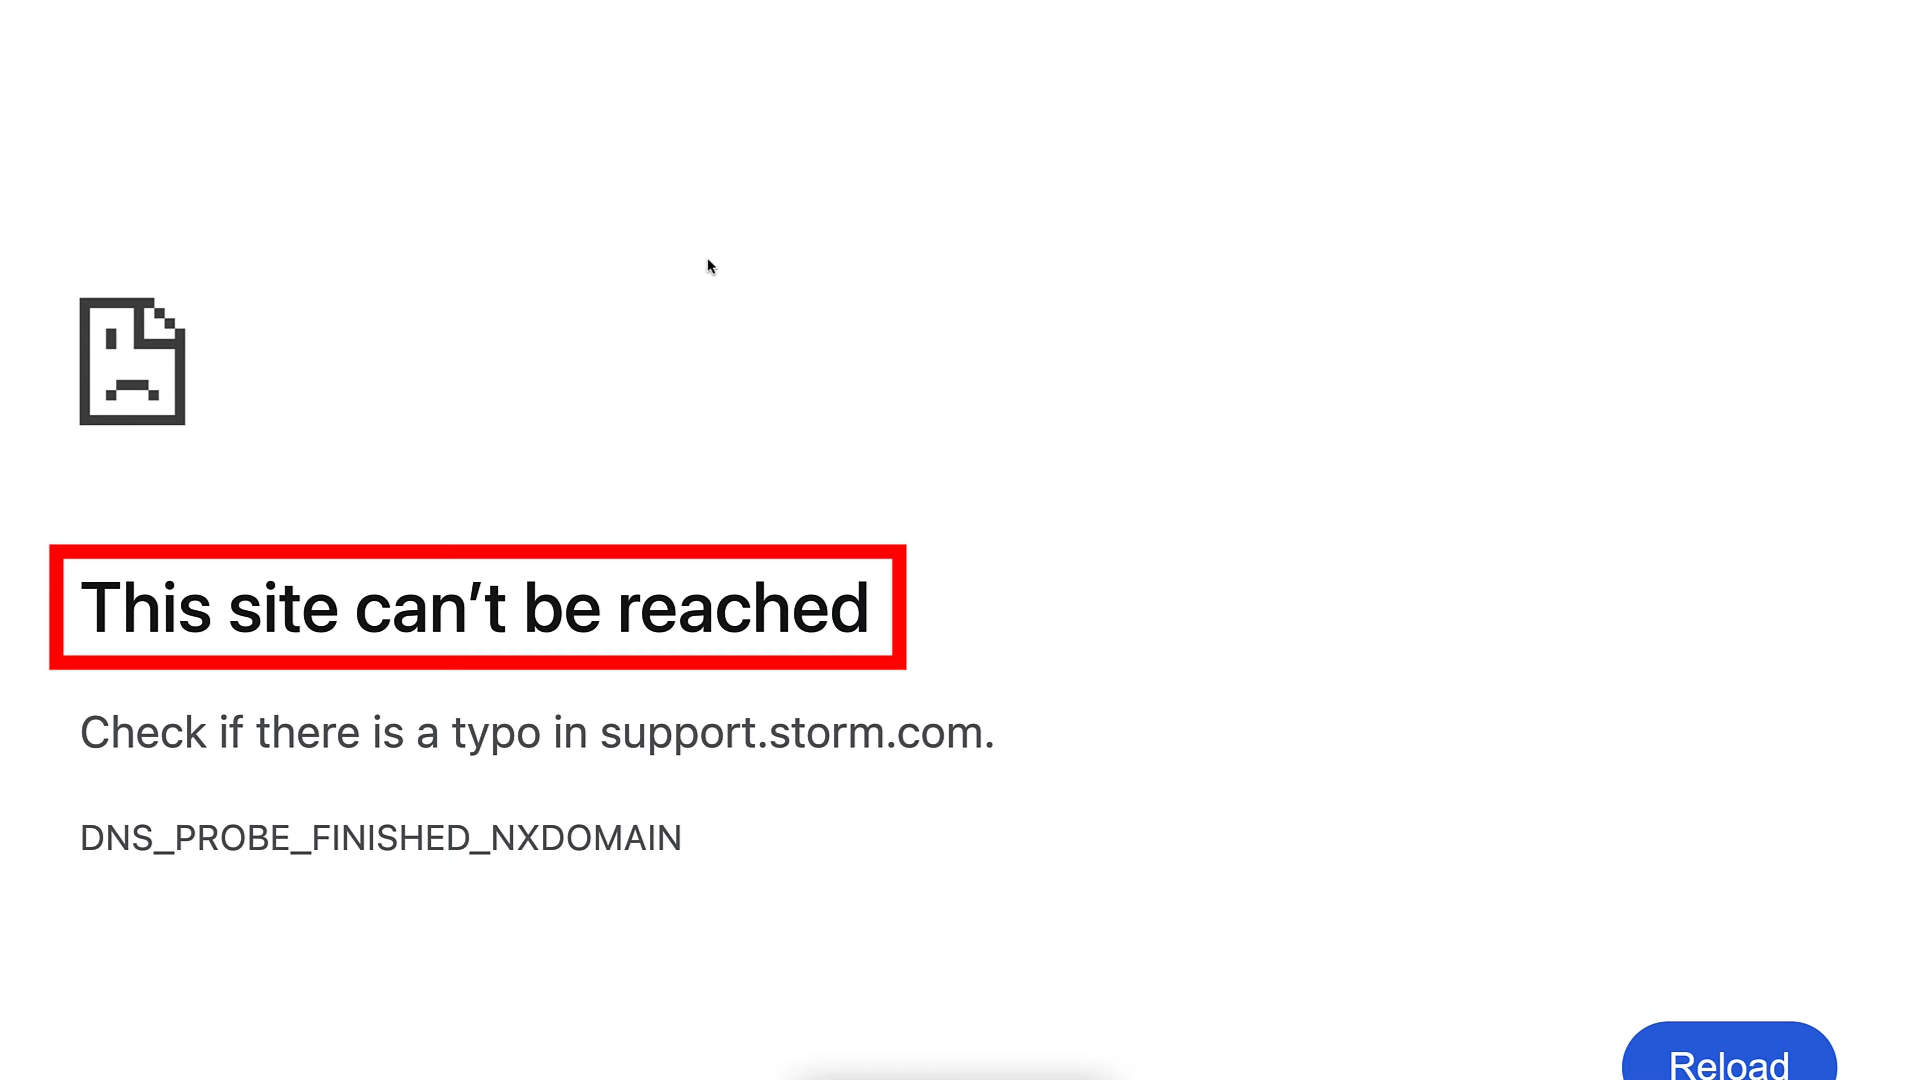 This site can’t be reached
Check if there is a typo in support.storm.com.
DNS_PROBE_FINISHED_NXDOMAIN
Reload